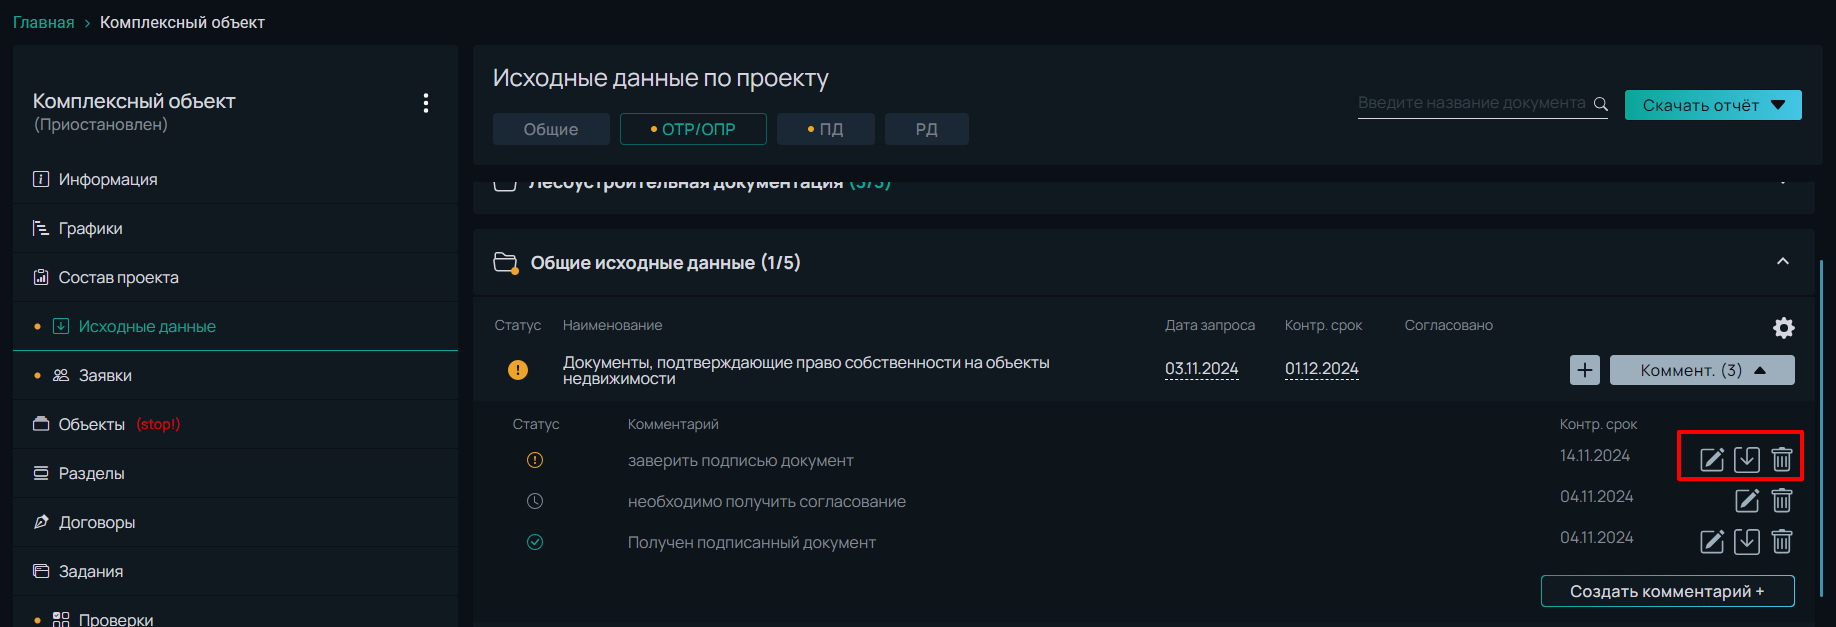 Главная › Комплексный объект
Комплексный объект
(Приостановлен)
Информация
Графики
Состав проекта
Исходные данные
Заявки
Объекты (stop!)
Разделы
Договоры
Задания
Проверки
Исходные данные по проекту
Общие
ОТР/ОПР
ПД
РД
Введите название документа
Скачать отчёт
Лесоустроительная документация (5/5)
Общие исходные данные (1/5)
Статус Наименование Дата запроса Контр. срок Согласовано
Документы, подтверждающие право собственности на объекты
недвижимости
03.11.2024 01.12.2024
+ Коммент. (3)
Статус Комментарий Контр. срок
заверить подписью документ 14.11.2024
необходимо получить согласование 04.11.2024
Получен подписанный документ 04.11.2024
Создать комментарий +